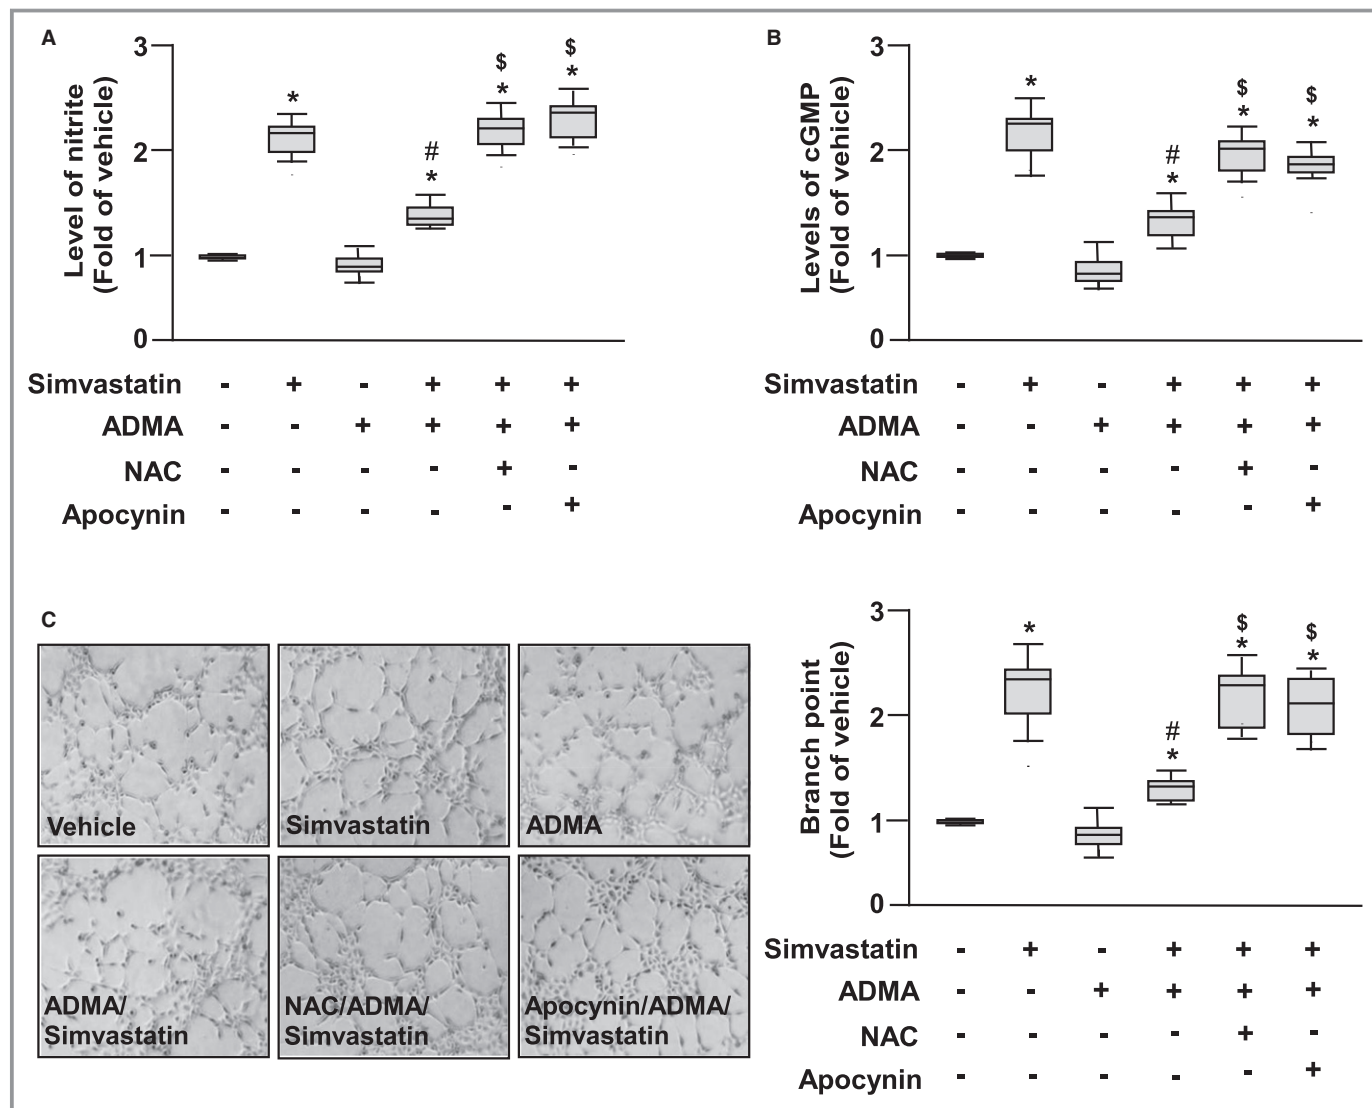 A
Level of nitrite
(Fold of vehicle)
3
2
1
0
*
# *
$ *
$ *
Simvastatin - + - + + +
ADMA - - + + + +
NAC - - - - + -
Apocynin - - - - - +
B
Levels of cGMP
(Fold of vehicle)
3
2
1
0
*
# *
$ *
$ *
Simvastatin - + - + + +
ADMA - - + + + +
NAC - - - - + -
Apocynin - - - - - +
C
Vehicle
Simvastatin
ADMA
ADMA/
Simvastatin
NAC/ADMA/
Simvastatin
Apocynin/ADMA/
Simvastatin
Branch point
(Fold of vehicle)
3
2
1
0
*
# *
$ *
$ *
Simvastatin - + - + + +
ADMA - - + + + +
NAC - - - - + -
Apocynin - - - - - +